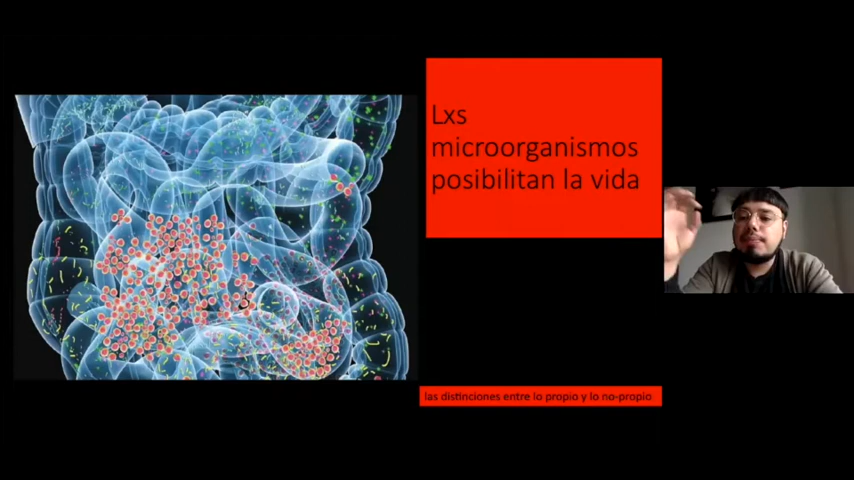 Lxs
microorganismos
posibilitan la vida
las distinciones entre lo propio y lo no-propio